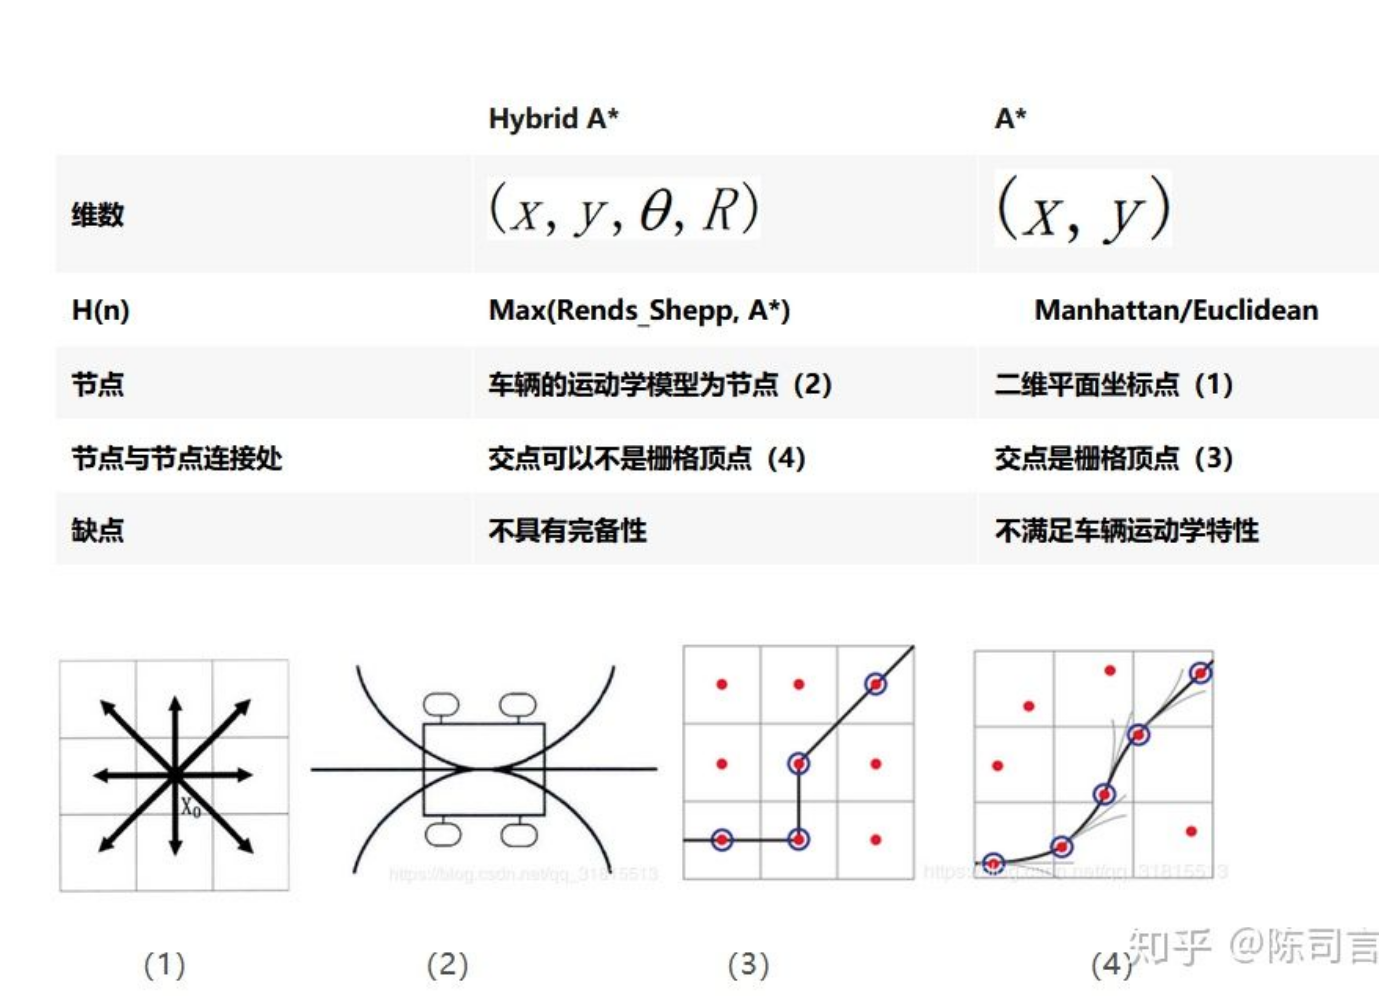 Hybrid A* A*
维数 (x, y, θ, R) (x, y)
H(n) Max(Rends_Shepp, A*) Manhattan/Euclidean
节点 车辆的运动学模型为节点（2） 二维平面坐标点（1）
节点与节点连接处 交点可以不是栅格顶点（4） 交点是栅格顶点（3）
缺点 不具有完备性 不满足车辆运动学特性
X₀
https://blog.csdn.net/qq_31815513
https://blog.csdn.net/qq_31815513
知乎 @陈司言
（1） （2） （3） （4）